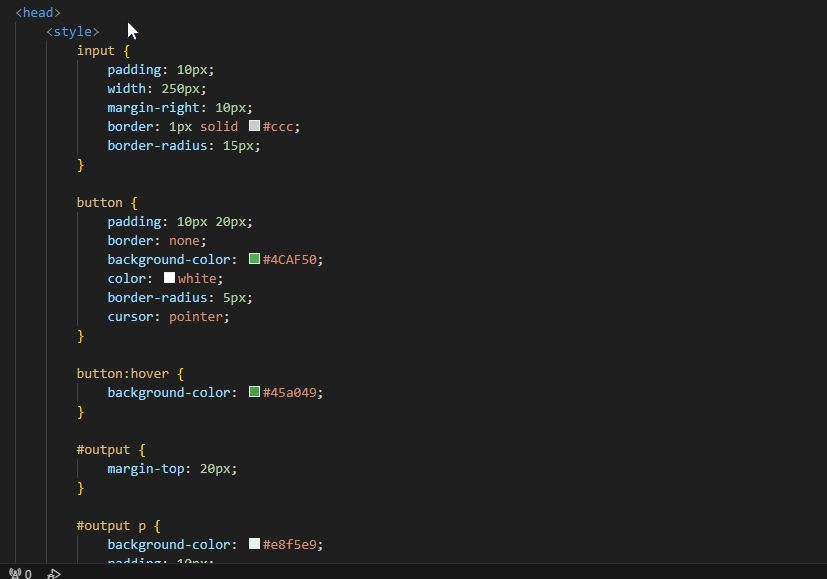 <head>
<style>
input {
padding: 10px;
width: 250px;
margin-right: 10px;
border: 1px solid #ccc;
border-radius: 15px;
}
button {
padding: 10px 20px;
border: none;
background-color: #4CAF50;
color: white;
border-radius: 5px;
cursor: pointer;
}
button:hover {
background-color: #45a049;
}
#output {
margin-top: 20px;
}
#output p {
background-color: #e8f5e9;
padding: 10px;
0